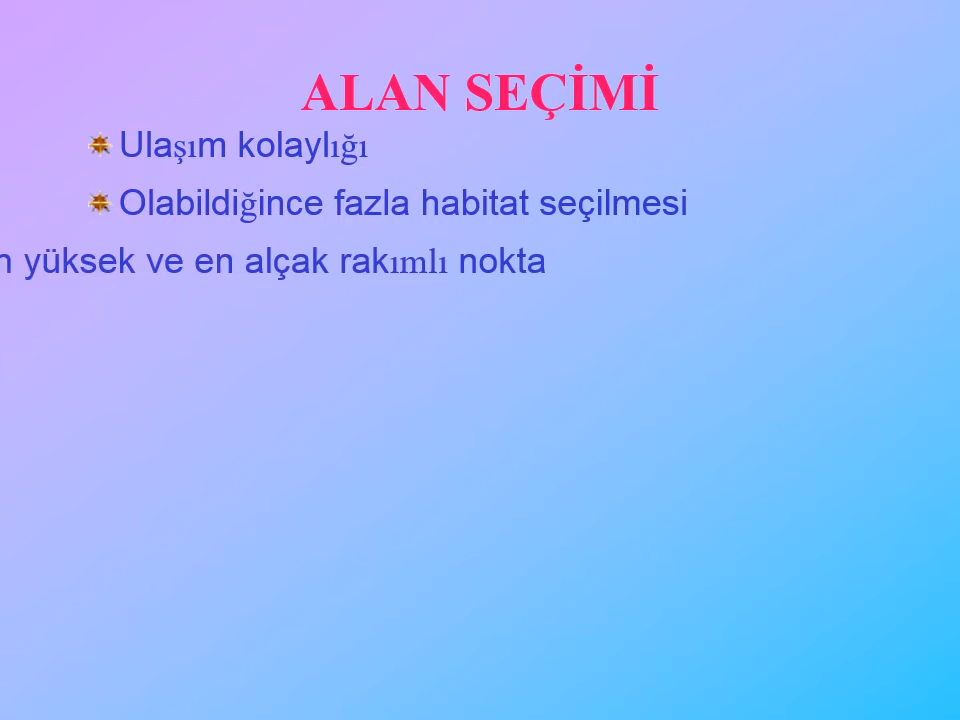 ALAN SEÇİMİ
Ulaşım kolaylığı
Olabildiğince fazla habitat seçilmesi
yüksek ve en alçak rakımlı nokta